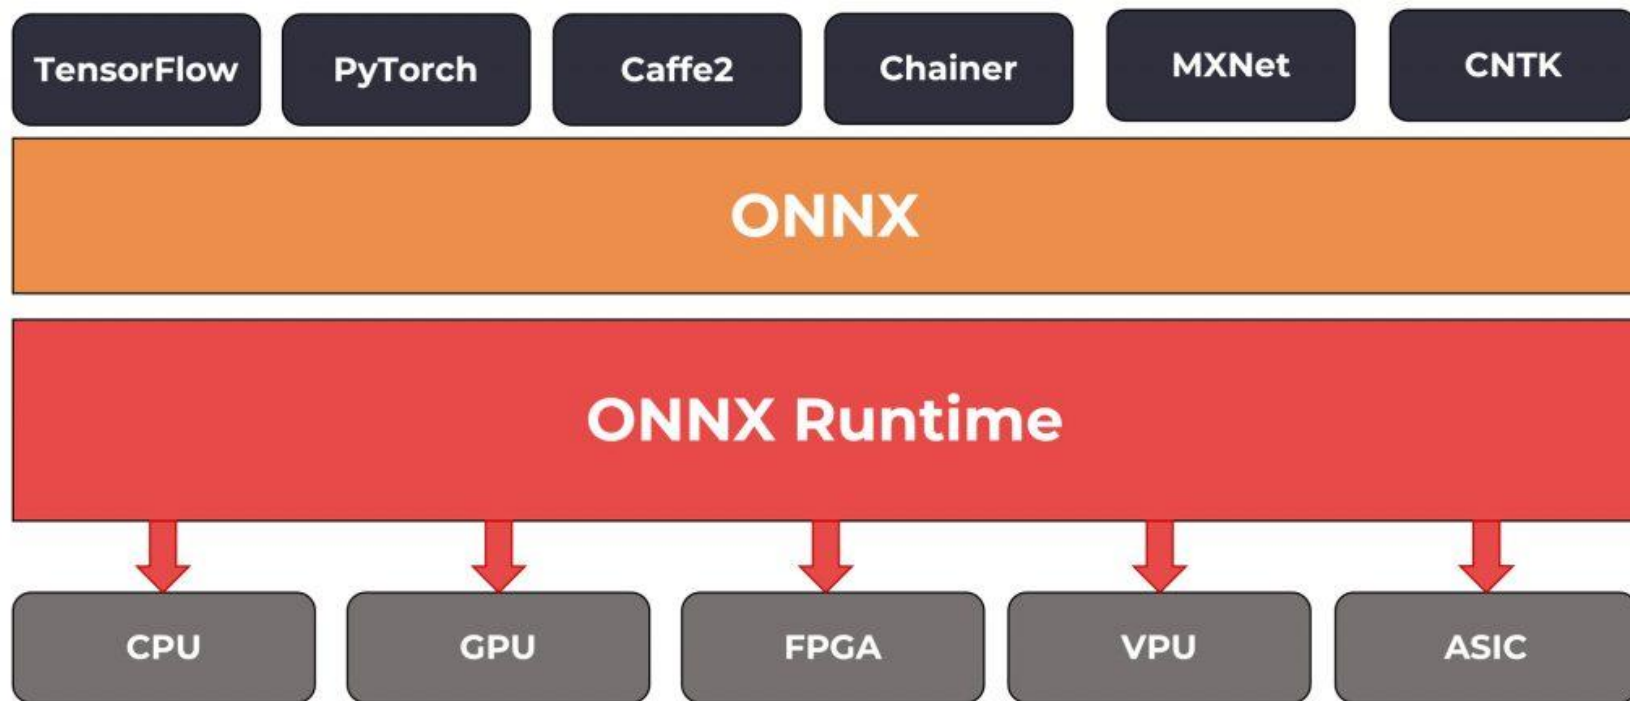 TensorFlow
PyTorch
Caffe2
Chainer
MXNet
CNTK
ONNX
ONNX Runtime
CPU
GPU
FPGA
VPU
ASIC